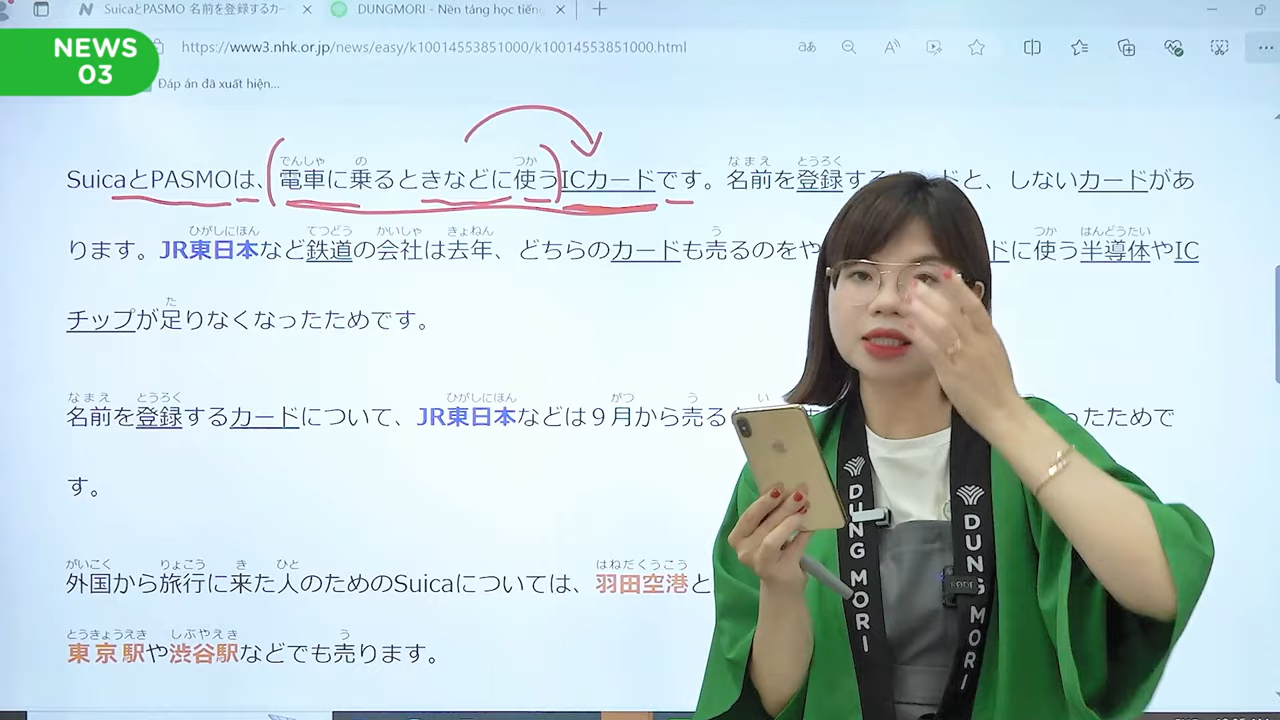 SuicaとPASMO 名前を登録するカー
DUNGMORI - Nền tảng học tiếng
NEWS
03
https://www3.nhk.or.jp/news/easy/k10014553851000/k10014553851000.html
Đáp án đã xuất hiện...
でんしゃ の つか なまえ とうろく
SuicaとPASMOは、電車に乗るときなどに使うICカードです。名前を登録する ドと、しないカードがあ
ひがしにほん てつどう かいしゃ きょねん う つか はんどうたい
ります。JR東日本など鉄道の会社は去年、どちらのカードも売るのをや ドに使う半導体やIC
た
チップが足りなくなったためです。
なまえ とうろく ひがしにほん がつ う い
名前を登録するカードについて、JR東日本などは９月から売る ったためで
す。
がいこく りょこう き ひと はねだくうこう
外国から旅行に来た人のためのSuicaについては、羽田空港と
とうきょうえき しぶやえき う
東京駅や渋谷駅などでも売ります。
DUNGMORI
DUNGMORI